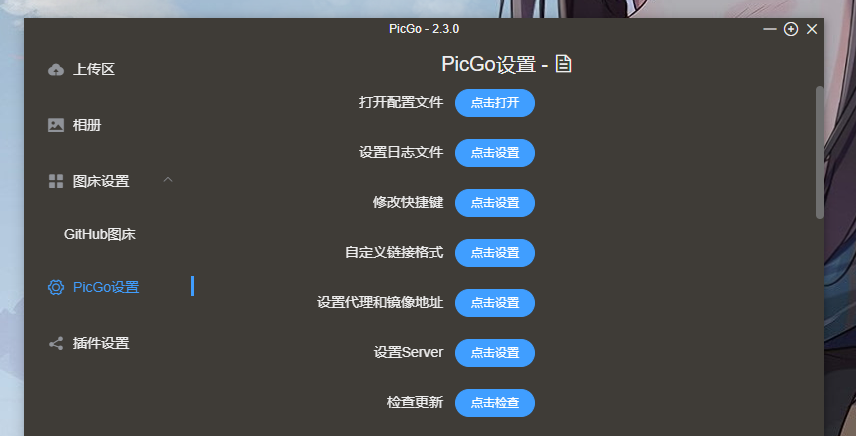 PicGo - 2.3.0
上传区
相册
图床设置
GitHub图床
PicGo设置
插件设置
PicGo设置 -
打开配置文件 点击打开
设置日志文件 点击设置
修改快捷键 点击设置
自定义链接格式 点击设置
设置代理和镜像地址 点击设置
设置Server 点击设置
检查更新 点击检查